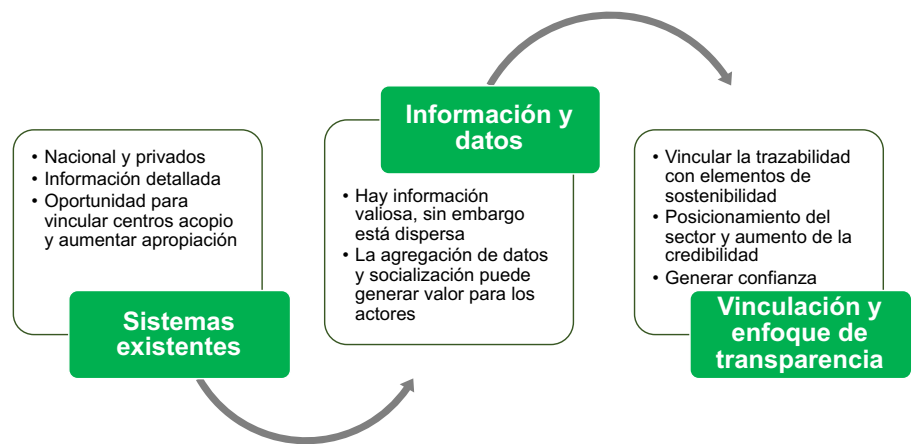 • Nacional y privados
• Información detallada
• Oportunidad para
vincular centros acopio
y aumentar apropiación
Sistemas
existentes
Información y
datos
• Hay información
valiosa, sin embargo
está dispersa
• La agregación de datos
y socialización puede
generar valor para los
actores
• Vincular la trazabilidad
con elementos de
sostenibilidad
• Posicionamiento del
sector y aumento de la
credibilidad
• Generar confianza
Vinculación y
enfoque de
transparencia